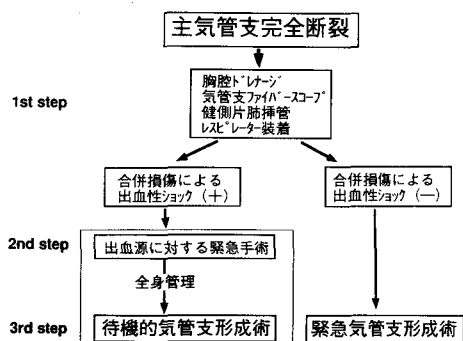 主気管支完全断裂
1st step
胸腔ﾄﾞﾚﾅｰｼﾞ
気管支ﾌｧｲﾊﾞｰｽｺｰﾌﾟ
健側片肺挿管
ﾚｽﾋﾟﾚｰﾀｰ装着
合併損傷による
出血性ｼｮｯｸ（＋）
合併損傷による
出血性ｼｮｯｸ（―）
2nd step
出血源に対する緊急手術
全身管理
3rd step
待機的気管支形成術
緊急気管支形成術